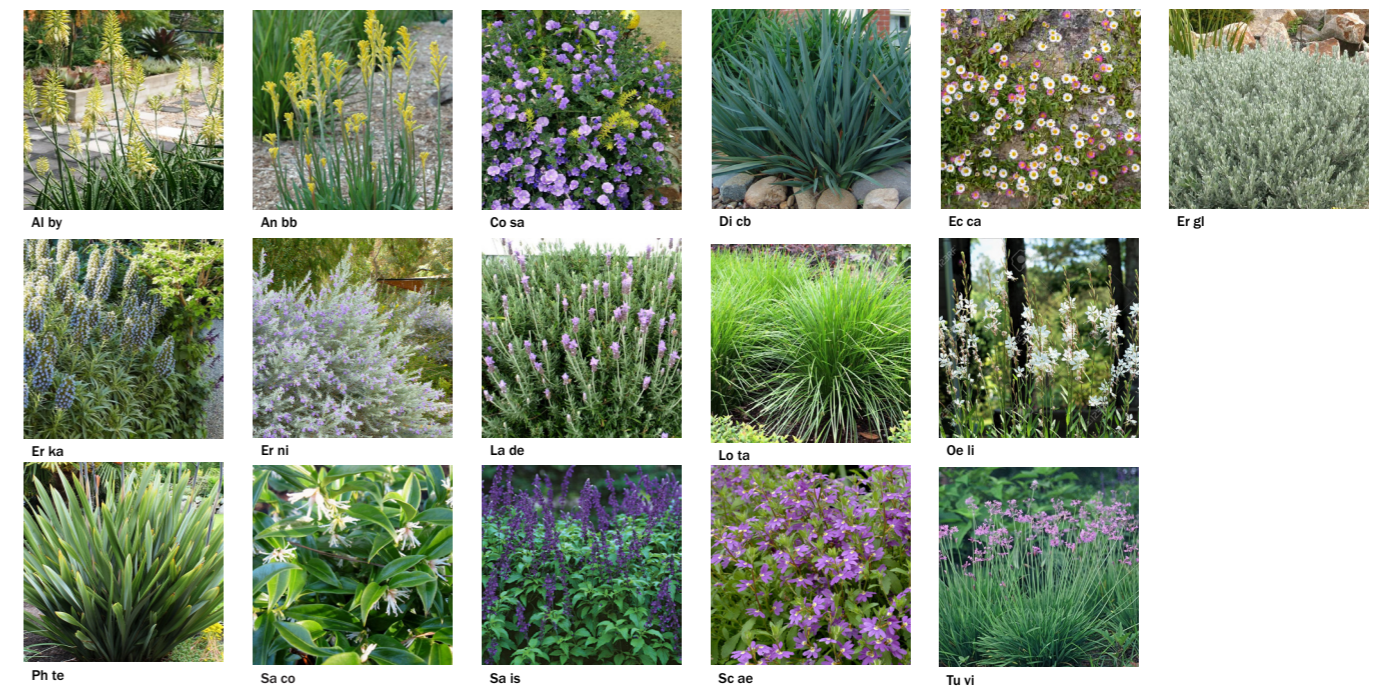 Al by
An bb
Co sa
Di cb
Ec ca
Er gl
Er ka
Er ni
La de
Lo ta
Oe li
Ph te
Sa co
Sa is
Sc ae
Tu vi